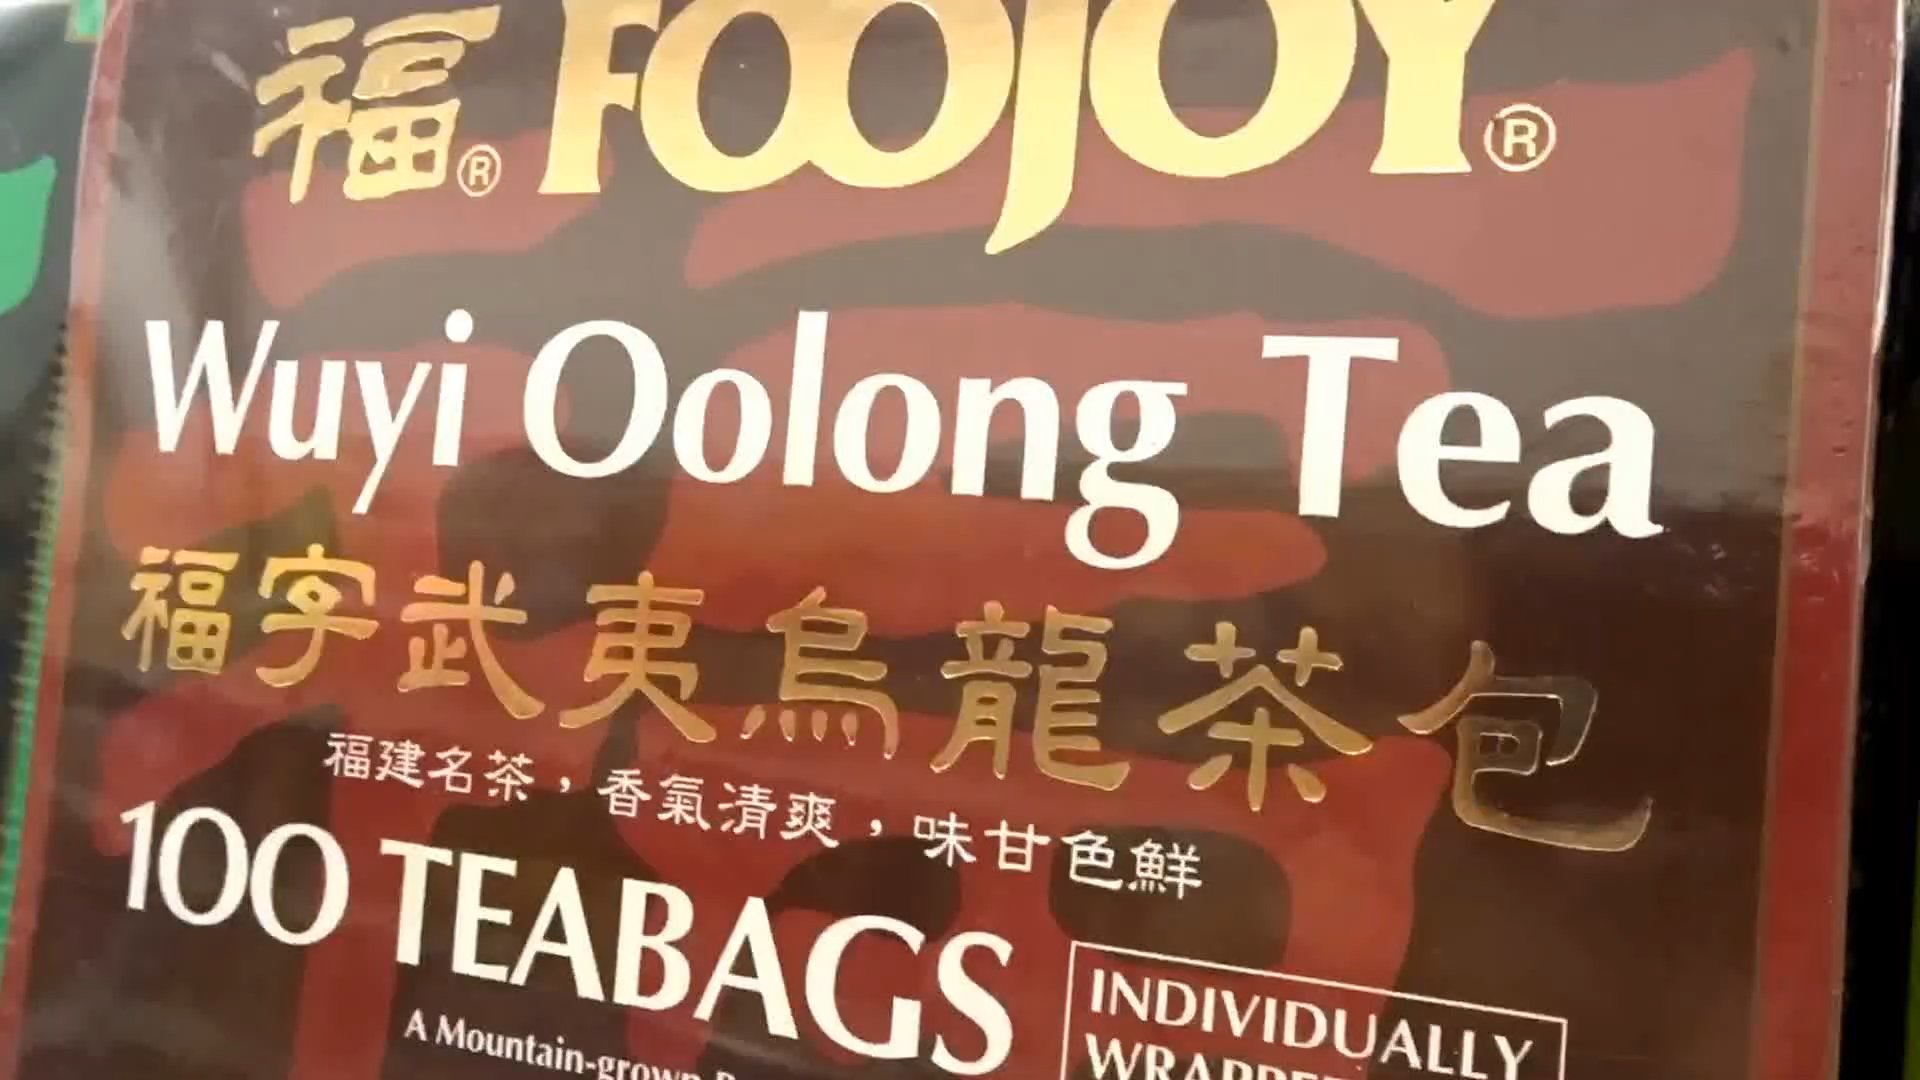 福® FOOJOY®
Wuyi Oolong Tea
福字武夷烏龍茶包
福建名茶，香氣清爽，味甘色鮮
100 TEABAGS
INDIVIDUALLY
A Mountain-grown